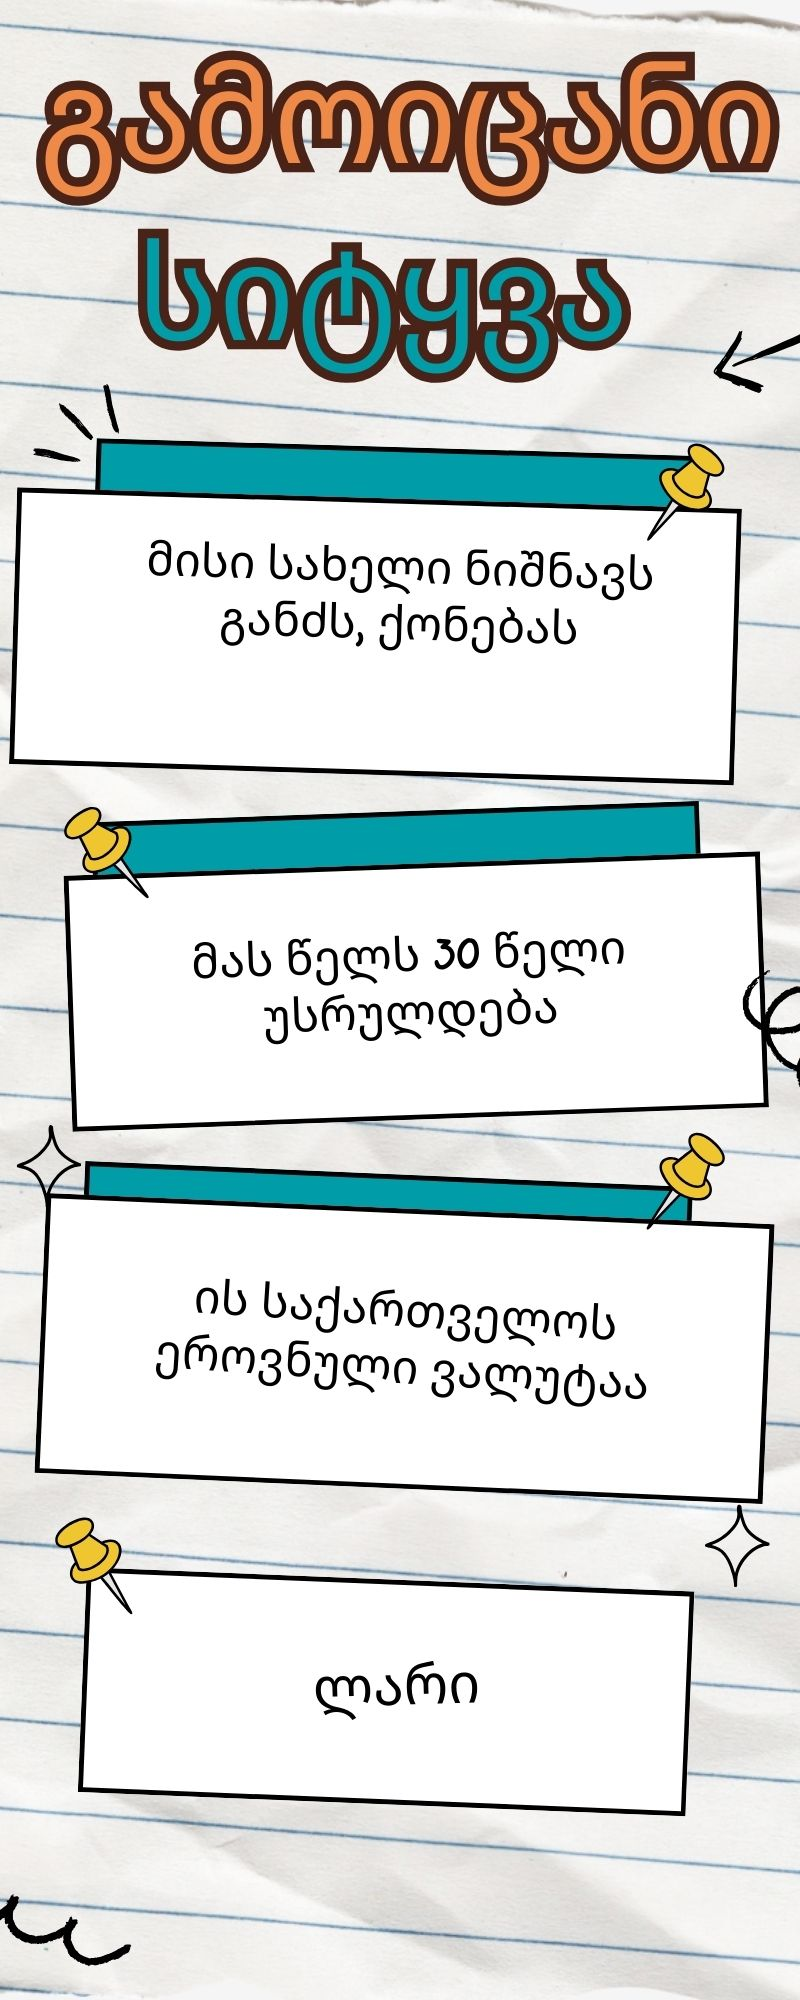 გამოიცანი
სიტყვა
მისი სახელი ნიშნავს
განძს, ქონებას
მას წელს 30 წელი
უსრულდება
ის საქართველოს
ეროვნული ვალუტაა
ლარი